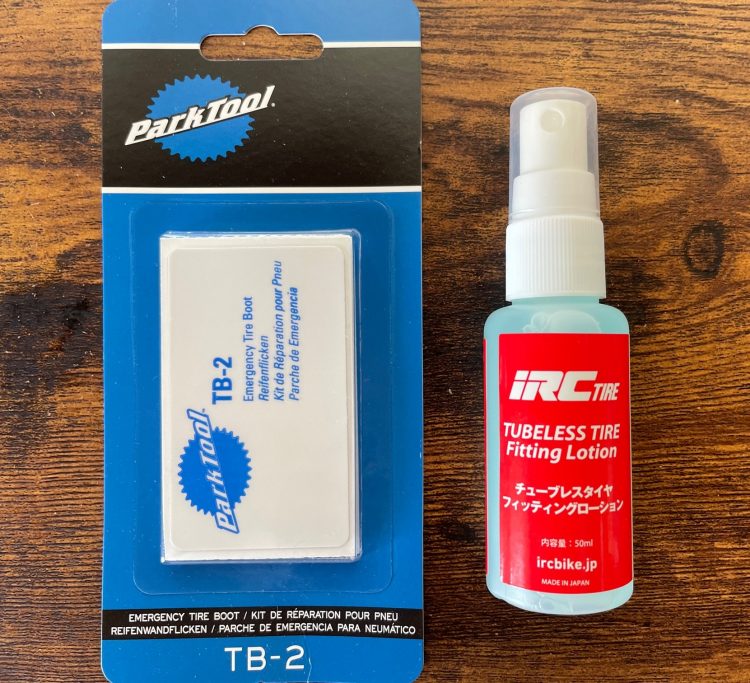 ParkTool®
ParkTool®
TB-2
Emergency Tire Boot
Reifenflicken
Kit de Réparation pour Pneu
Parche de Emergencia
EMERGENCY TIRE BOOT / KIT DE RÉPARATION POUR PNEU
REIFENWANDFLICKEN / PARCHE DE EMERGENCIA PARA NEUMÁTICO
TB-2
IRC TIRE
TUBELESS TIRE
Fitting Lotion
チューブレスタイヤ
フィッティングローション
内容量：50ml
ircbike.jp
MADE IN JAPAN